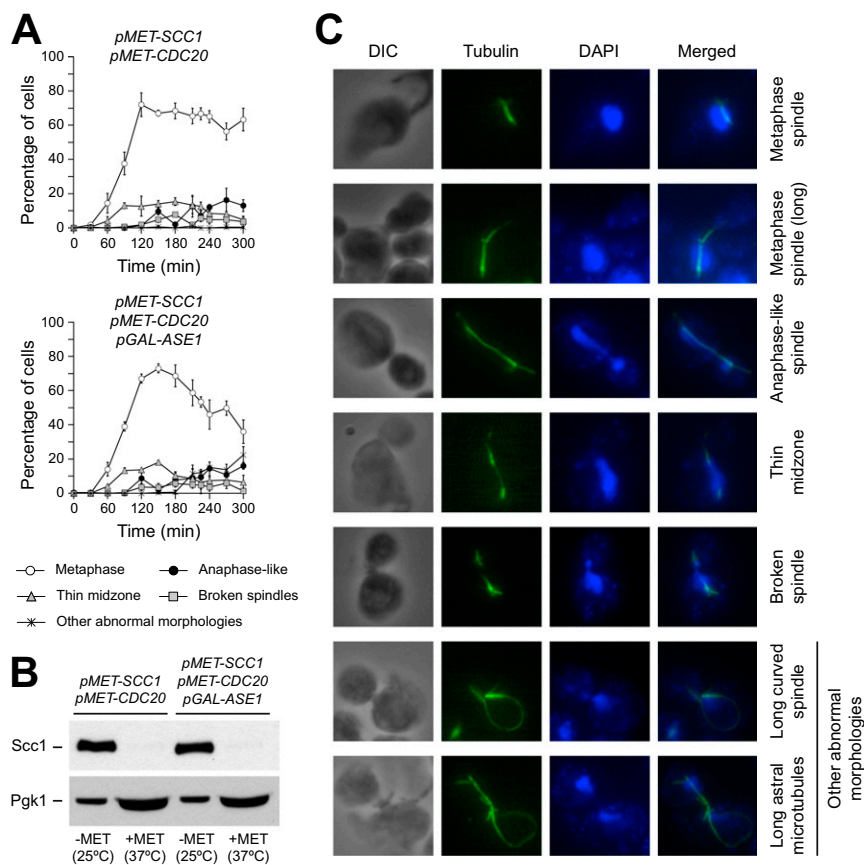 A
pMET-SCC1
pMET-CDC20
Percentage of cells
100
80
60
40
20
0
0 60 120 180 240 300
Time (min)
pMET-SCC1
pMET-CDC20
pGAL-ASE1
Percentage of cells
100
80
60
40
20
0
0 60 120 180 240 300
Time (min)
Metaphase
Anaphase-like
Thin midzone
Broken spindles
Other abnormal morphologies
B
pMET-SCC1
pMET-CDC20
pMET-SCC1
pMET-CDC20
pGAL-ASE1
Scc1
Pgk1
-MET +MET -MET +MET
(25ºC) (37ºC) (25ºC) (37ºC)
C
DIC Tubulin DAPI Merged
Metaphase
spindle
Metaphase
spindle (long)
Anaphase-like
spindle
Thin
midzone
Broken
spindle
Long curved
spindle
Long astral
microtubules
Other abnormal
morphologies